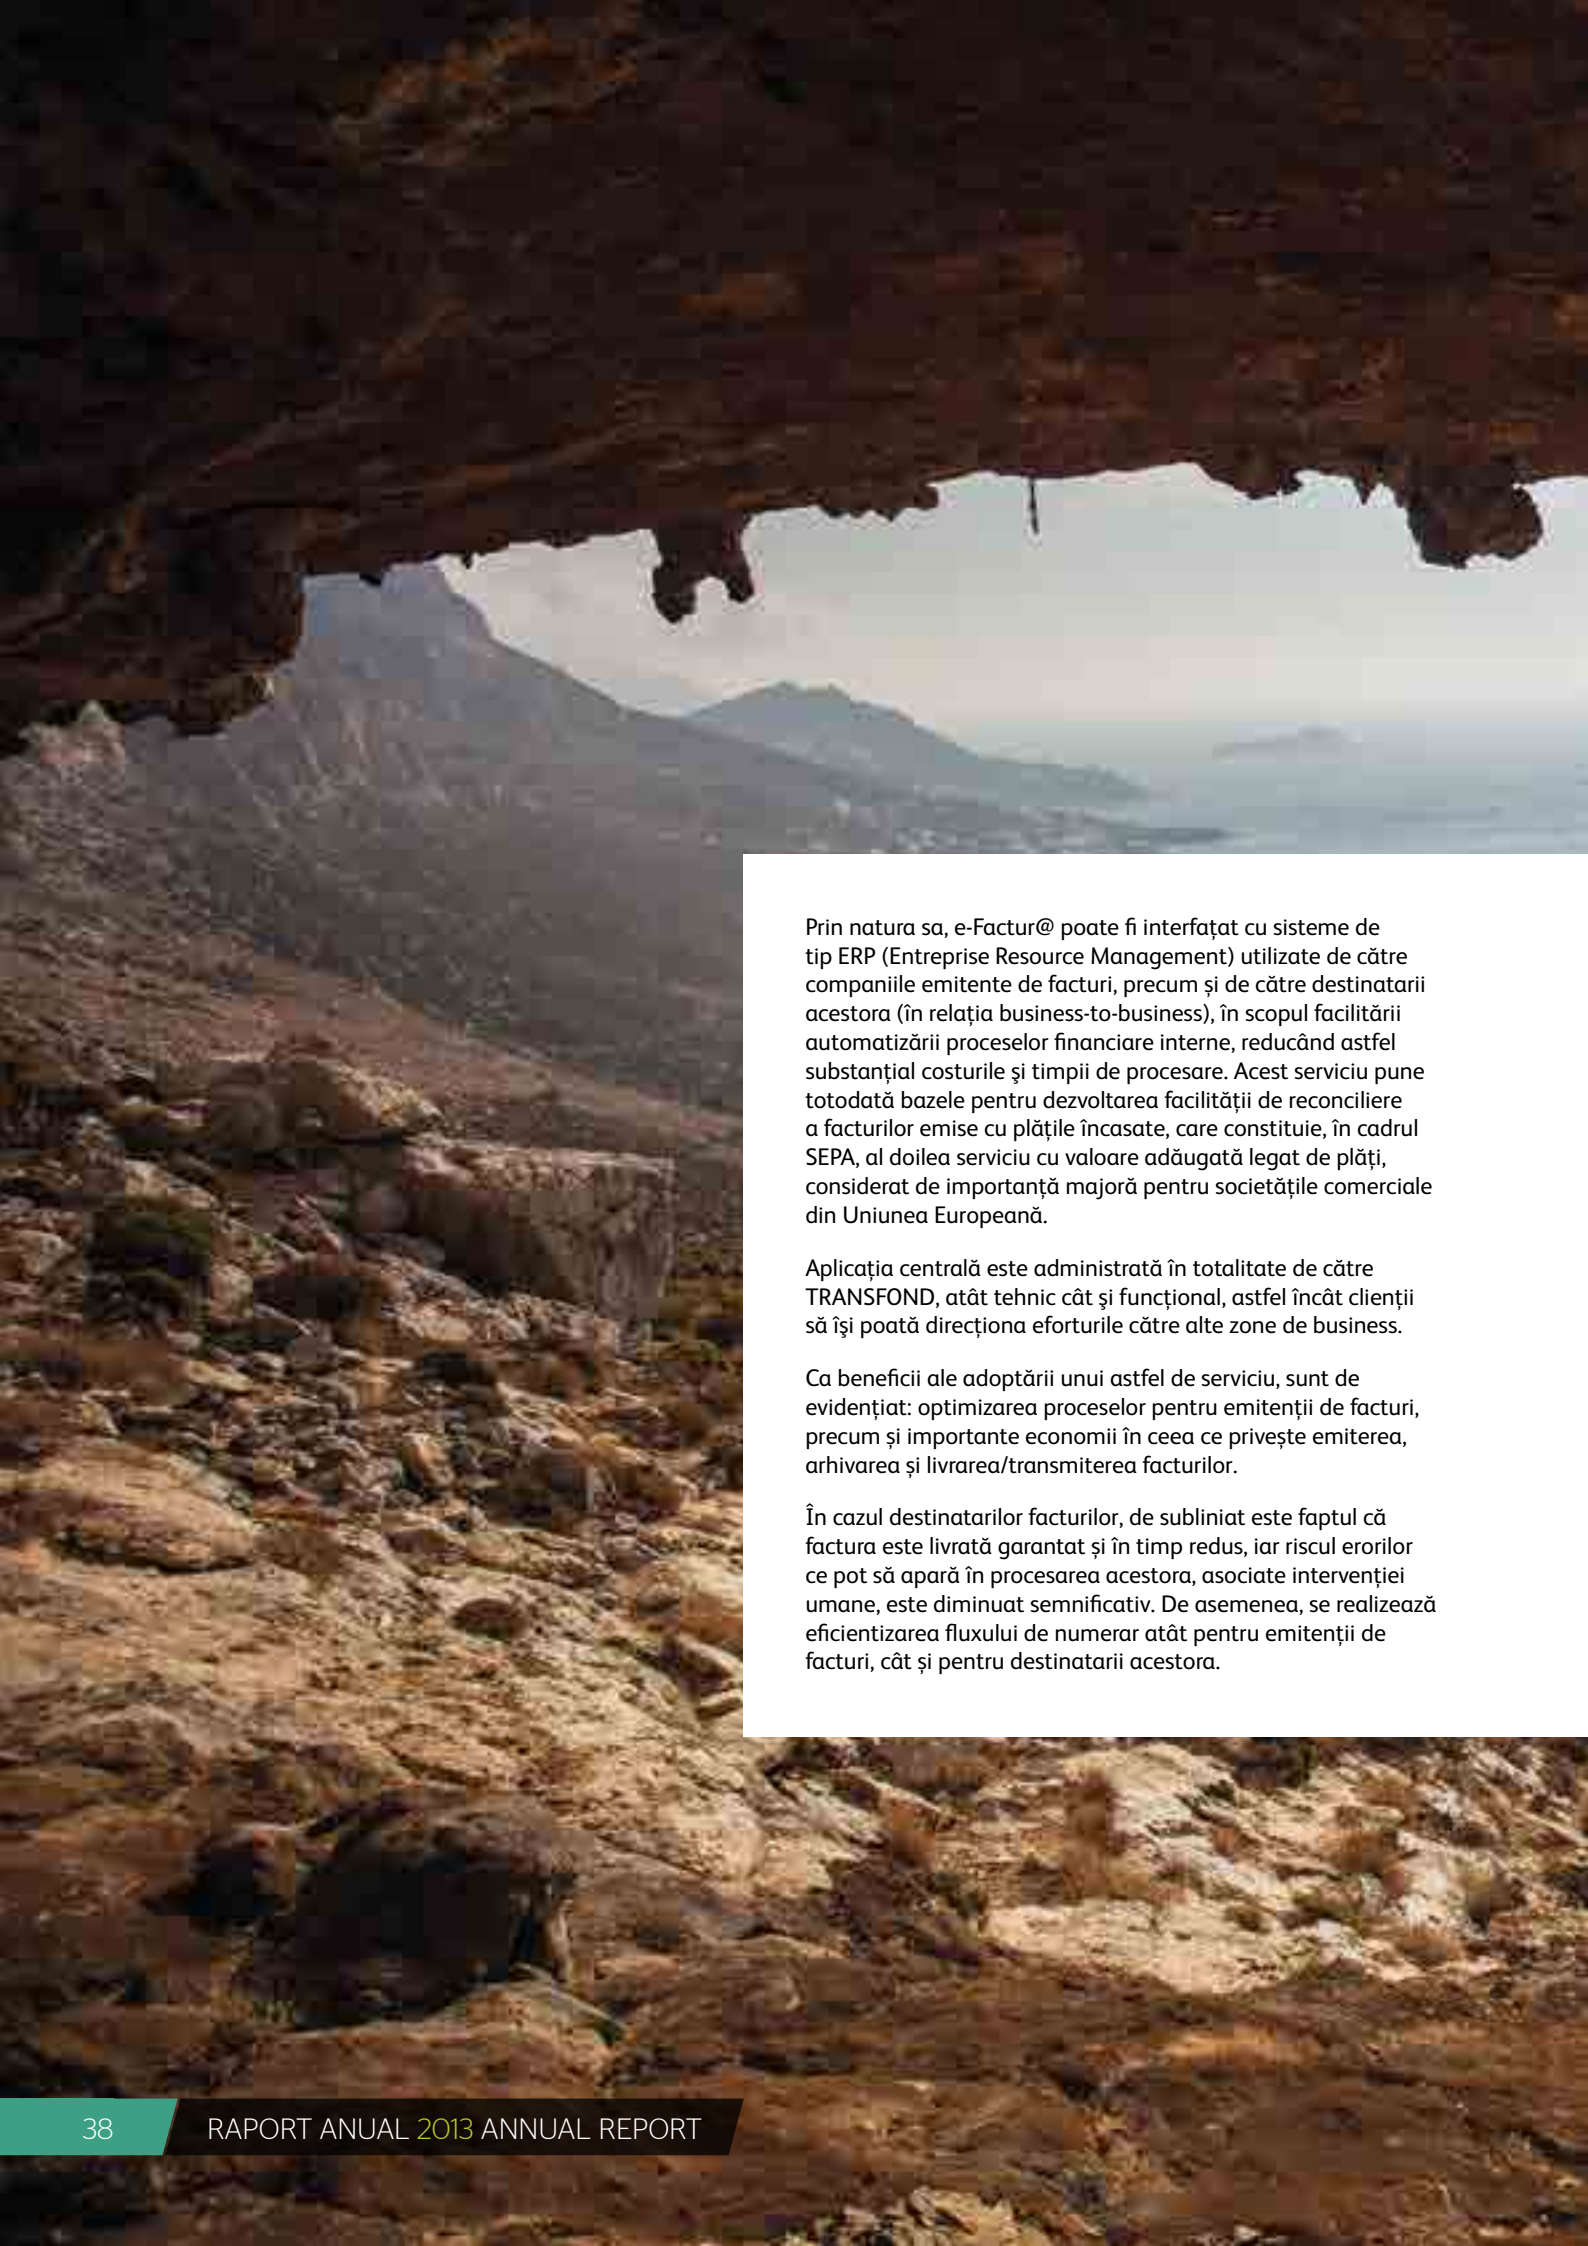 Prin natura sa, e-Factur@ poate fi interfațat cu sisteme de
tip ERP (Entreprise Resource Management) utilizate de către
companiile emitente de facturi, precum și de către destinatarii
acestora (în relația business-to-business), în scopul facilitării
automatizării proceselor financiare interne, reducând astfel
substanțial costurile şi timpii de procesare. Acest serviciu pune
totodată bazele pentru dezvoltarea facilității de reconciliere
a facturilor emise cu plățile încasate, care constituie, în cadrul
SEPA, al doilea serviciu cu valoare adăugată legat de plăți,
considerat de importanță majoră pentru societățile comerciale
din Uniunea Europeană.
Aplicația centrală este administrată în totalitate de către
TRANSFOND, atât tehnic cât şi funcțional, astfel încât clienții
să îşi poată direcționa eforturile către alte zone de business.
Ca beneficii ale adoptării unui astfel de serviciu, sunt de
evidențiat: optimizarea proceselor pentru emitenții de facturi,
precum și importante economii în ceea ce privește emiterea,
arhivarea și livrarea/transmiterea facturilor.
În cazul destinatarilor facturilor, de subliniat este faptul că
factura este livrată garantat și în timp redus, iar riscul erorilor
ce pot să apară în procesarea acestora, asociate intervenției
umane, este diminuat semnificativ. De asemenea, se realizează
eficientizarea fluxului de numerar atât pentru emitenții de
facturi, cât și pentru destinatarii acestora.
38
RAPORT ANUAL 2013 ANNUAL REPORT